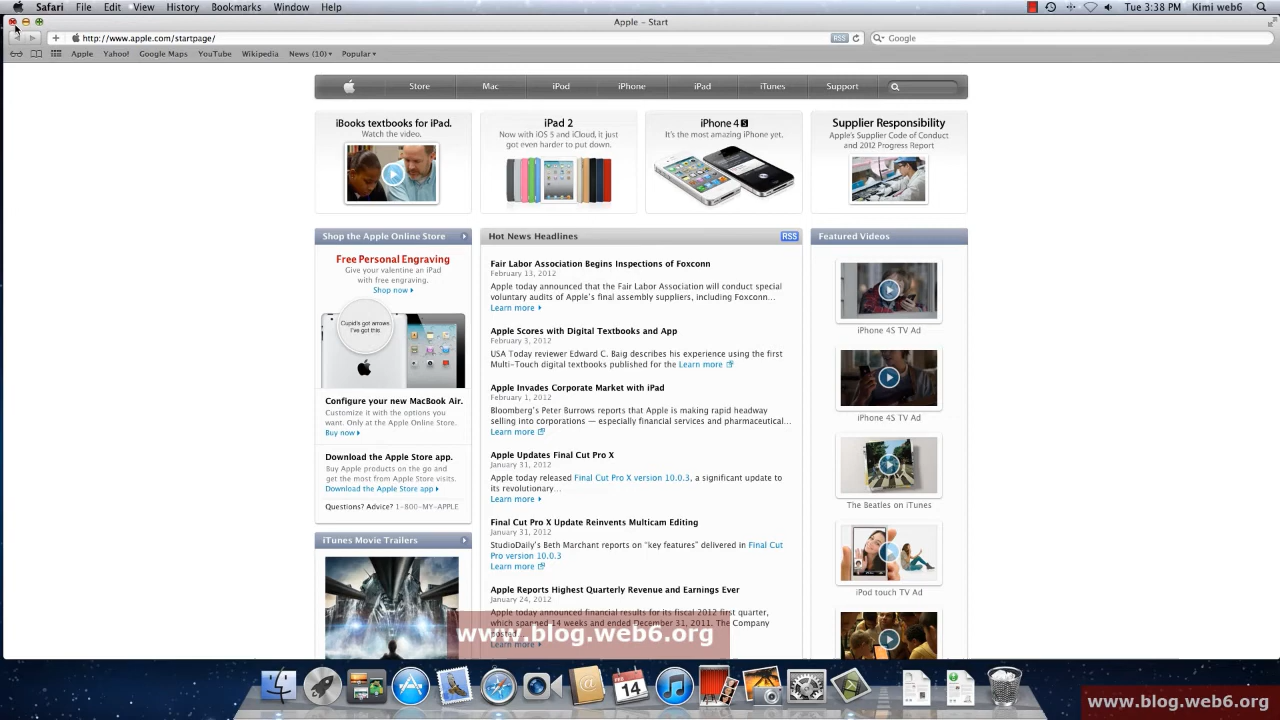 Safari File Edit View History Bookmarks Window Help
Tue 3:38 PM Kimi web6
Apple – Start
http://www.apple.com/startpage/
RSS
Google
Apple Yahoo! Google Maps YouTube Wikipedia News (10) Popular
Store Mac iPod iPhone iPad iTunes Support
iBooks textbooks for iPad.
Watch the video.
iPad 2
Now with iOS 5 and iCloud, it just
got even harder to put down.
iPhone 4S
It's the most amazing iPhone yet.
Supplier Responsibility
Apple's Supplier Code of Conduct
and 2012 Progress Report
Shop the Apple Online Store
Free Personal Engraving
Give your valentine an iPad
with free engraving.
Shop now
Cupid's got arrows.
I've got this.
Configure your new MacBook Air.
Customize it with the options you
want. Only at the Apple Online Store.
Buy now
Download the Apple Store app.
Buy Apple products on the go and
get the most from Apple Store visits.
Download the Apple Store app
Questions? Advice? 1-800-MY-APPLE
iTunes Movie Trailers
Hot News Headlines
RSS
Fair Labor Association Begins Inspections of Foxconn
February 13, 2012
Apple today announced that the Fair Labor Association will conduct special
voluntary audits of Apple's final assembly suppliers, including Foxconn...
Learn more
Apple Scores with Digital Textbooks and App
February 3, 2012
USA Today reviewer Edward C. Baig describes his experience using the first
Multi-Touch digital textbooks published for the Learn more
Apple Invades Corporate Market with iPad
February 1, 2012
Bloomberg's Peter Burrows reports that Apple is making rapid headway
selling into corporations — especially financial services and pharmaceutical...
Learn more
Apple Updates Final Cut Pro X
January 31, 2012
Apple today released Final Cut Pro X version 10.0.3, a significant update to
its revolutionary...
Learn more
Final Cut Pro X Update Reinvents Multicam Editing
January 31, 2012
StudioDaily's Beth Marchant reports on "key features" delivered in Final Cut
Pro version 10.0.3
Learn more
Apple Reports Highest Quarterly Revenue and Earnings Ever
January 24, 2012
Apple today announced financial results for its fiscal 2012 first quarter,
which spanned 14 weeks and ended December 31, 2011. The Company
posted
Learn more
Featured Videos
iPhone 4S TV Ad
iPhone 4S TV Ad
The Beatles on iTunes
iPod touch TV Ad
www.blog.web6.org
14
www.blog.web6.org